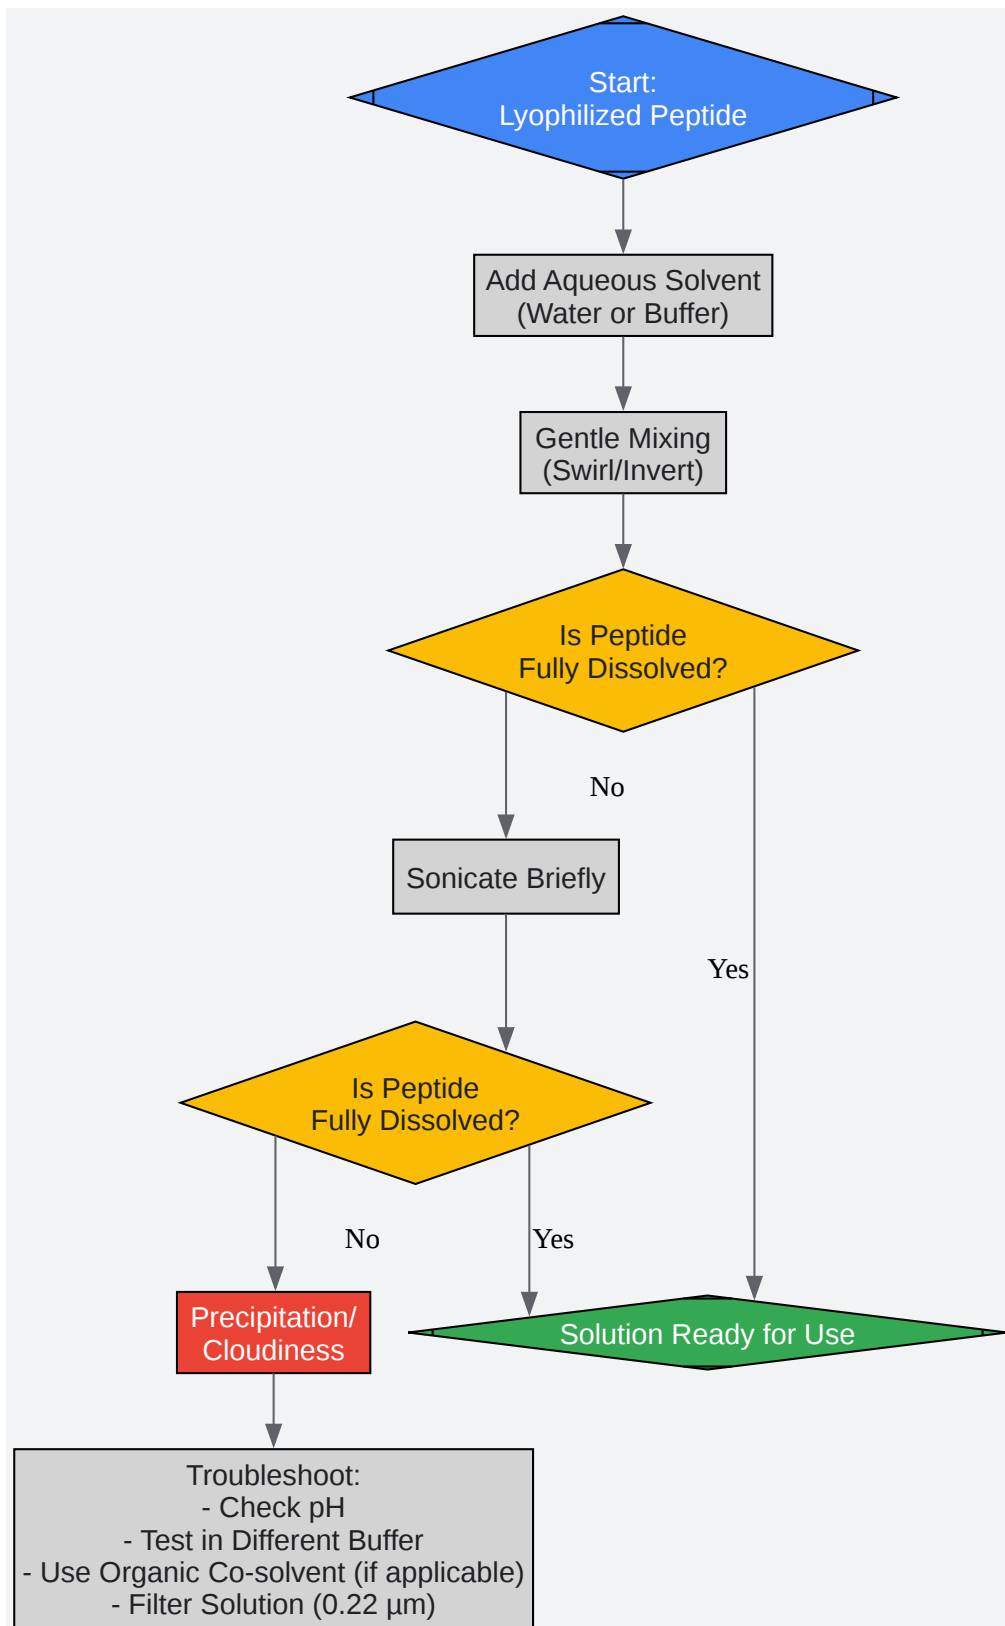 Start:
Lyophilized Peptide
Add Aqueous Solvent
(Water or Buffer)
Gentle Mixing
(Swirl/Invert)
Is Peptide
Fully Dissolved?
No
Sonicate Briefly
Yes
Is Peptide
Fully Dissolved?
No
Yes
Precipitation/
Cloudiness
Solution Ready for Use
Troubleshoot:
- Check pH
- Test in Different Buffer
- Use Organic Co-solvent (if applicable)
- Filter Solution (0.22 µm)